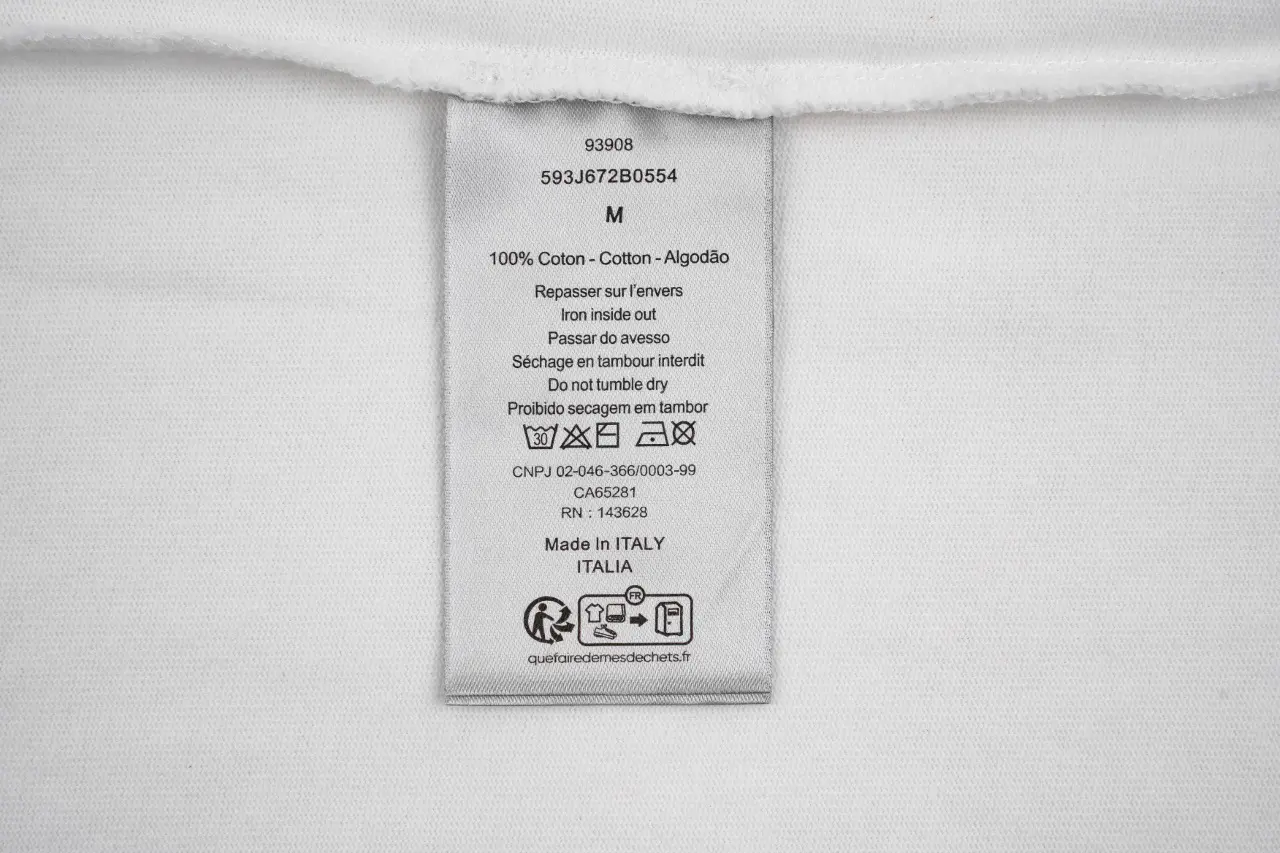 93908
593J672B0554
M
100% Coton - Cotton - Algodão
Repasser sur l'envers
Iron inside out
Passar do avesso
Séchage en tambour interdit
Do not tumble dry
Proibido secagem em tambor
30
CNPJ 02-046-366/0003-99
CA65281
RN : 143628
Made In ITALY
ITALIA
FR
quefairedemesdechets.fr